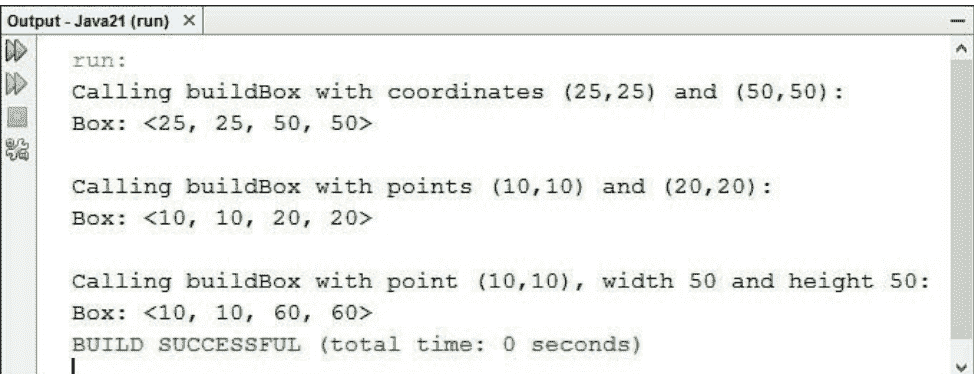 Output - Java21 (run) ×
run:
Calling buildBox with coordinates (25,25) and (50,50):
Box: <25, 25, 50, 50>
Calling buildBox with points (10,10) and (20,20):
Box: <10, 10, 20, 20>
Calling buildBox with point (10,10), width 50 and height 50:
Box: <10, 10, 60, 60>
BUILD SUCCESSFUL (total time: 0 seconds)